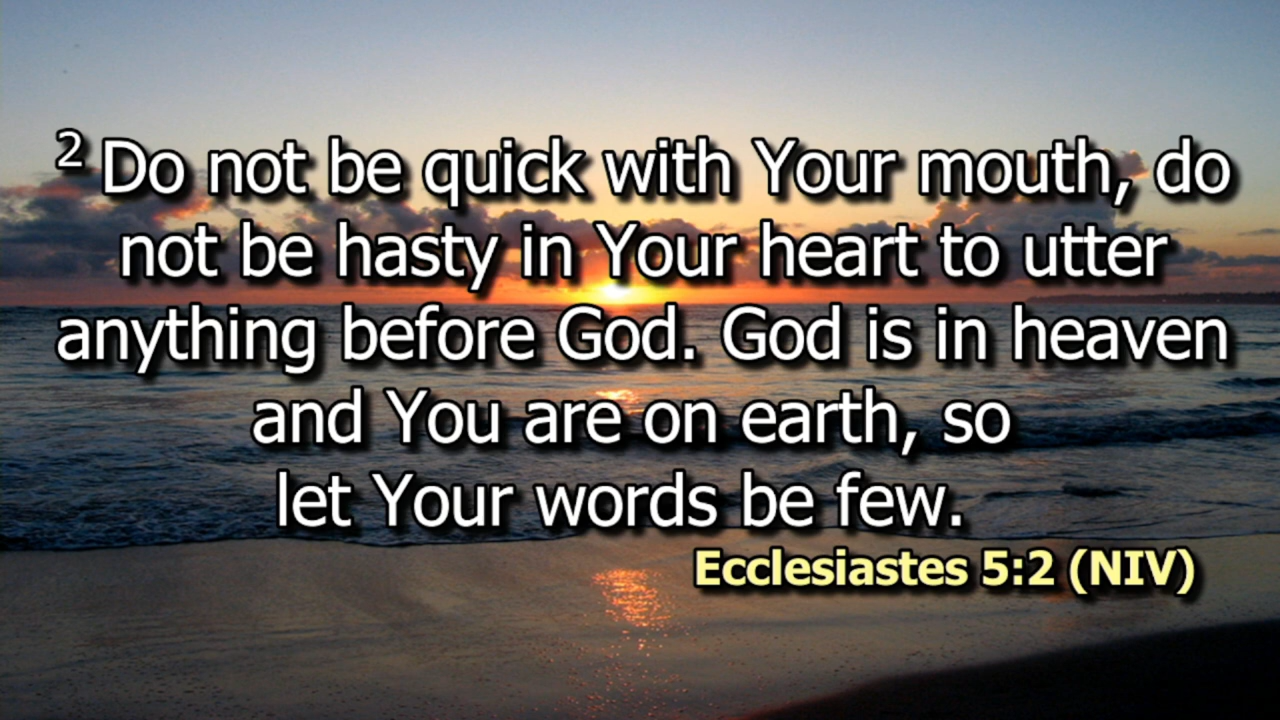 ² Do not be quick with Your mouth, do
not be hasty in Your heart to utter
anything before God. God is in heaven
and You are on earth, so
let Your words be few.
Ecclesiastes 5:2 (NIV)